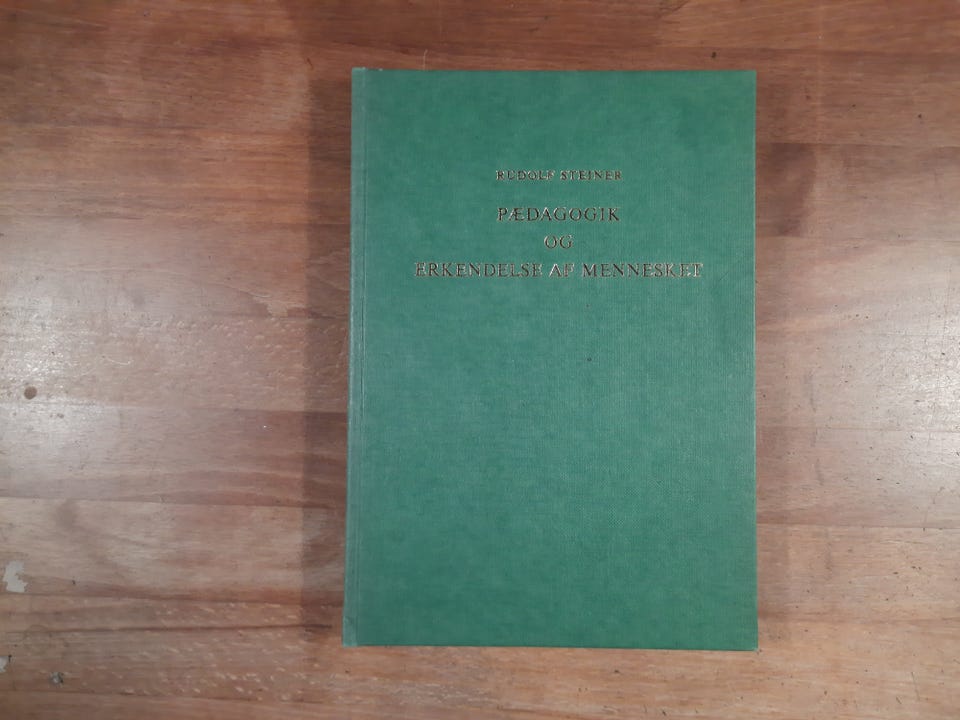 RUDOLF STEINER
PÆDAGOGIK
OG
ERKENDELSE AF MENNESKET